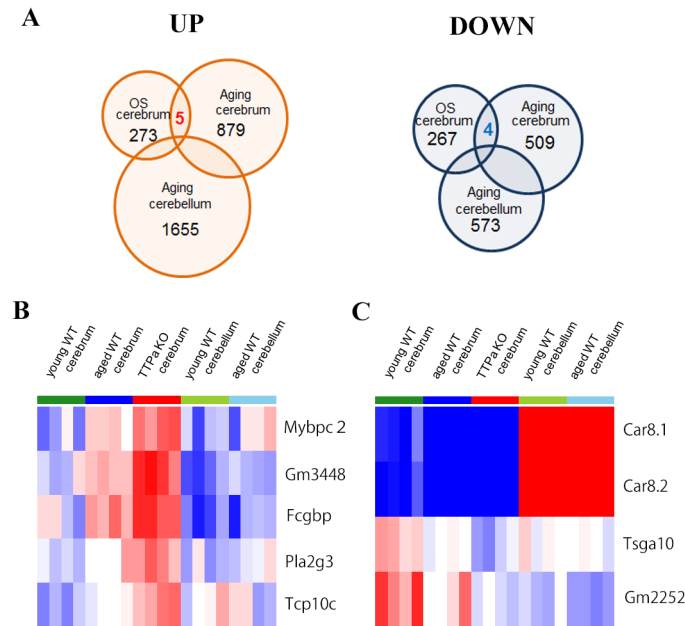 A
UP
DOWN
OS
cerebrum
273
5
Aging
cerebrum
879
Aging
cerebellum
1655
OS
cerebrum
267
4
Aging
cerebrum
509
Aging
cerebellum
573
B
young WT
cerebrum
aged WT
cerebrum
TTPa KO
cerebrum
young WT
cerebellum
aged WT
cerebellum
Mybpc 2
Gm3448
Fcgbp
Pla2g3
Tcp10c
C
young WT
cerebrum
aged WT
cerebrum
TTPa KO
cerebrum
young WT
cerebellum
aged WT
cerebellum
Car8.1
Car8.2
Tsga10
Gm2252